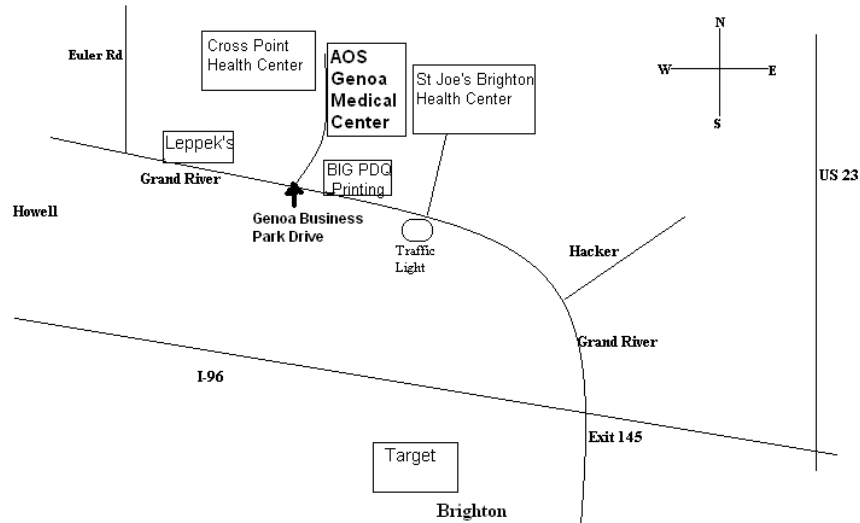 N
Cross Point
Health Center
AOS
Genoa
Medical
Center
Euler Rd
St Joe's Brighton
Health Center
W
E
S
Leppek's
BIG PDQ
Printing
Grand River
US 23
Howell
Genoa Business
Park Drive
Traffic
Light
Hacker
Grand River
I-96
Exit 145
Target
Brighton